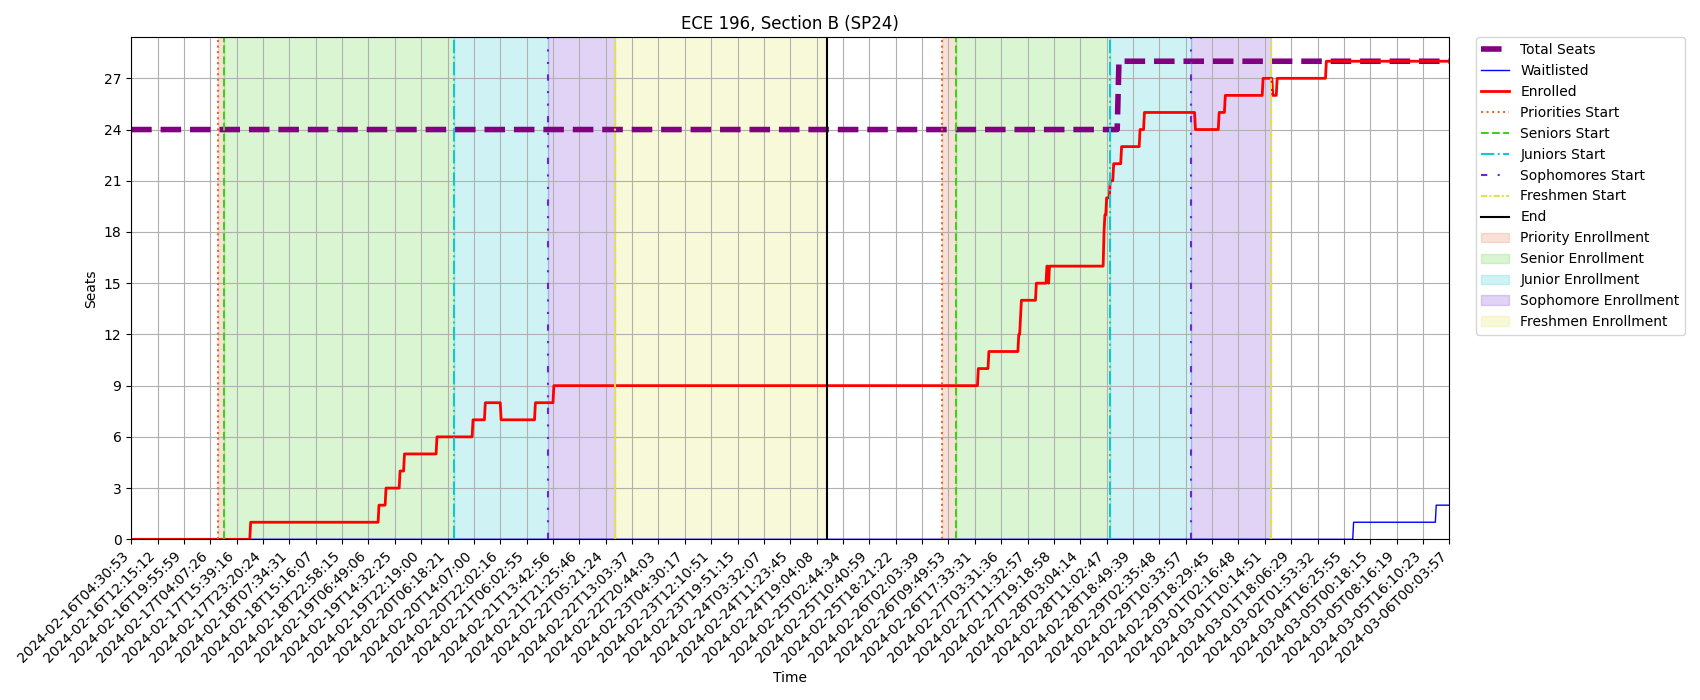 ECE 196, Section B (SP24)
Seats
27
24
21
18
15
12
9
6
3
0
2024-02-16T04:30:53
2024-02-16T12:15:12
2024-02-16T19:55:59
2024-02-17T04:07:26
2024-02-17T15:39:16
2024-02-17T23:20:24
2024-02-18T07:34:31
2024-02-18T15:16:07
2024-02-18T22:58:15
2024-02-19T06:49:06
2024-02-19T14:32:25
2024-02-19T22:19:00
2024-02-20T06:18:21
2024-02-20T14:07:00
2024-02-20T22:02:16
2024-02-21T06:02:55
2024-02-21T13:42:56
2024-02-21T21:25:46
2024-02-22T05:21:24
2024-02-22T13:03:37
2024-02-22T20:44:03
2024-02-23T04:30:17
2024-02-23T12:10:51
2024-02-23T19:51:15
2024-02-24T03:32:07
2024-02-24T11:23:45
2024-02-24T19:04:08
2024-02-25T02:44:34
2024-02-25T10:40:59
2024-02-25T18:21:22
2024-02-26T02:03:39
2024-02-26T09:49:53
2024-02-26T17:33:31
2024-02-27T03:31:36
2024-02-27T11:32:57
2024-02-27T19:18:58
2024-02-28T03:04:14
2024-02-28T11:02:47
2024-02-28T18:49:39
2024-02-29T02:35:48
2024-02-29T10:33:57
2024-02-29T18:29:45
2024-03-01T02:16:48
2024-03-01T10:14:51
2024-03-01T18:06:29
2024-03-02T01:53:32
2024-03-04T16:25:55
2024-03-05T00:18:15
2024-03-05T08:16:19
2024-03-05T16:10:23
2024-03-06T00:03:57
Time
Total Seats
Waitlisted
Enrolled
Priorities Start
Seniors Start
Juniors Start
Sophomores Start
Freshmen Start
End
Priority Enrollment
Senior Enrollment
Junior Enrollment
Sophomore Enrollment
Freshmen Enrollment